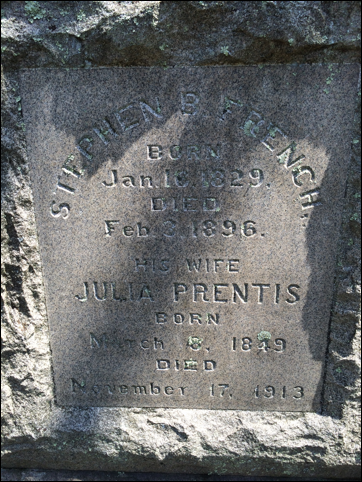 STEPHEN B FRENCH.
BORN
Jan. 16. 1829.
DIED
Feb. 3. 1896.
HIS WIFE
JULIA PRENTIS
BORN
March 8, 1849
DIED
November 17, 1913